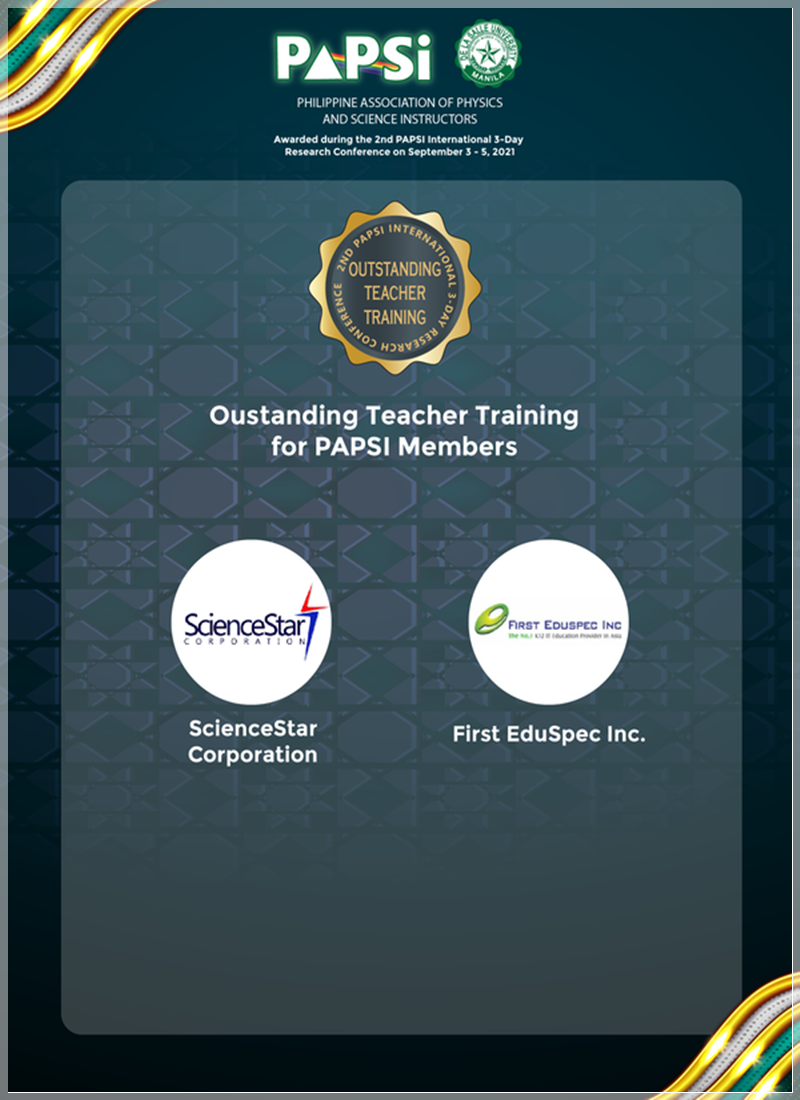 PAPSi
DE LA SALLE UNIVERSITY
MANILA
PHILIPPINE ASSOCIATION OF PHYSICS
AND SCIENCE INSTRUCTORS
Awarded during the 2nd PAPSI International 3-Day
Research Conference on September 3 - 5, 2021
2ND PAPSI INTERNATIONAL 3-DAY RESEARCH CONFERENCE
OUTSTANDING
TEACHER
TRAINING
Oustanding Teacher Training
for PAPSI Members
ScienceStar
CORPORATION
FIRST EDUSPEC INC
the No.1 K12 IT Education Provider in Asia
ScienceStar
Corporation
First EduSpec Inc.